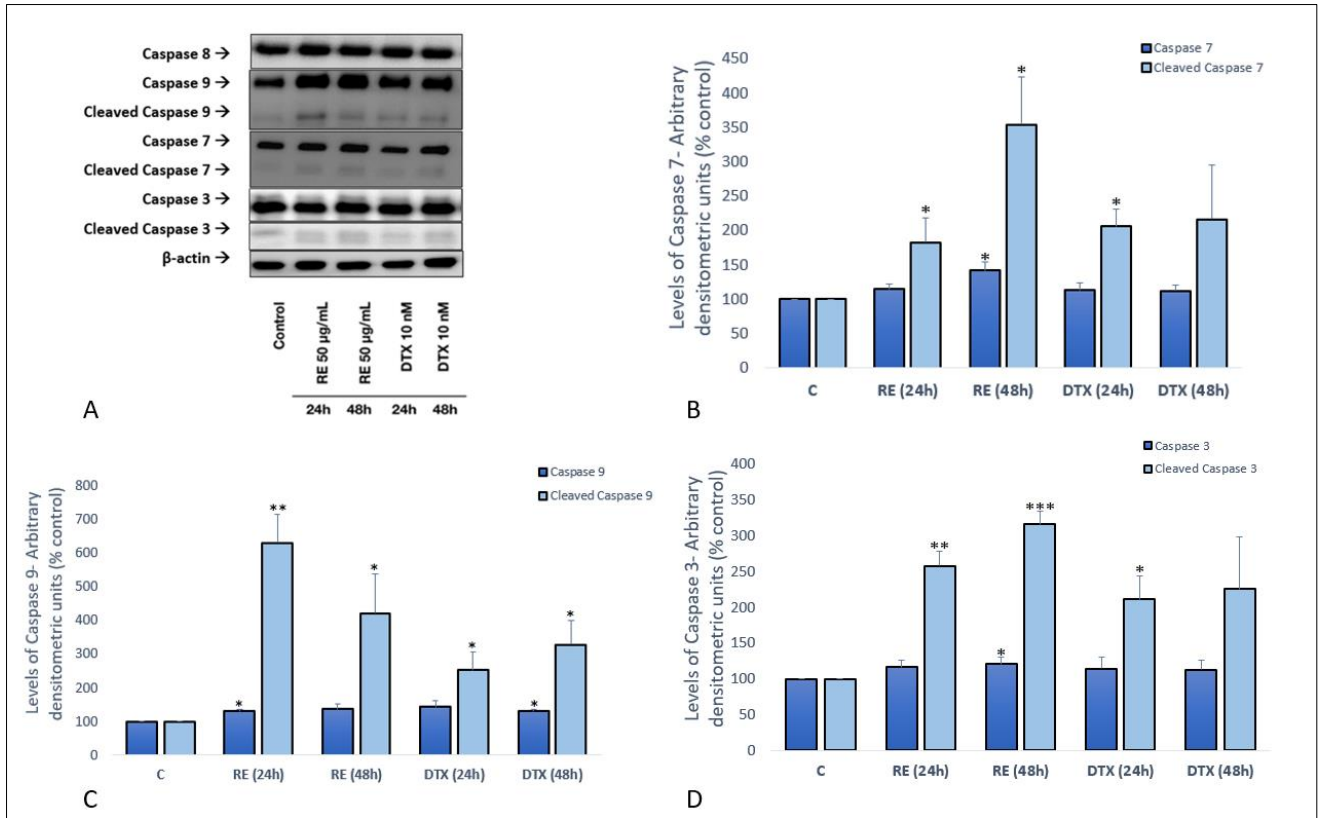 Caspase 8 →
Caspase 9 →
Cleaved Caspase 9 →
Caspase 7 →
Cleaved Caspase 7 →
Caspase 3 →
Cleaved Caspase 3 →
β-actin →
Control
RE 50 µg/mL
RE 50 µg/mL
DTX 10 nM
DTX 10 nM
24h 48h 24h 48h
A
Levels of Caspase 7- Arbitrary
densitometric units (% control)
450
400
350
300
250
200
150
100
50
0
Caspase 7
Cleaved Caspase 7
*
*
*
*
C RE (24h) RE (48h) DTX (24h) DTX (48h)
B
Levels of Caspase 9- Arbitrary
densitometric units (% control)
800
700
600
500
400
300
200
100
0
Caspase 9
Cleaved Caspase 9
*
**
*
*
*
*
C RE (24h) RE (48h) DTX (24h) DTX (48h)
C
Levels of Caspase 3- Arbitrary
densitometric units (% control)
400
350
300
250
200
150
100
50
0
Caspase 3
Cleaved Caspase 3
**
*
***
*
C RE (24h) RE (48h) DTX (24h) DTX (48h)
D